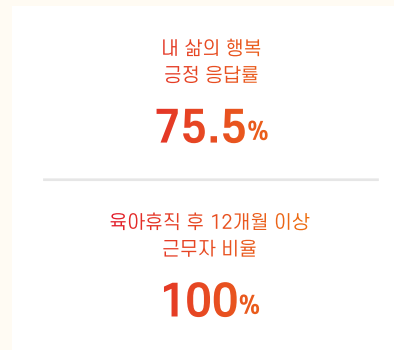 내 삶의 행복
긍정 응답률
75.5%
육아휴직 후 12개월 이상
근무자 비율
100%